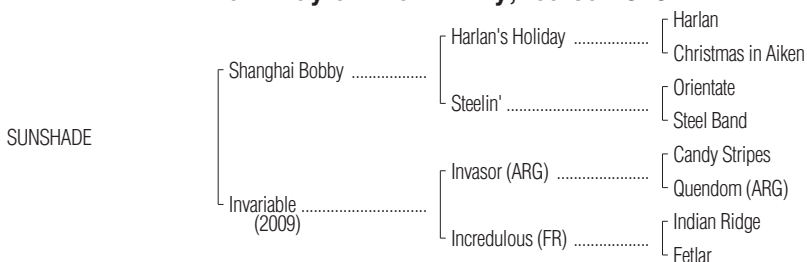 Harlan
Harlan's Holiday ..................
Christmas in Aiken
Shanghai Bobby ..................
Orientate
Steelin' ..................................
Steel Band
SUNSHADE
Candy Stripes
Invasor (ARG) ......................
Quendom (ARG)
Invariable ..............................
(2009)
Indian Ridge
Incredulous (FR) ..................
Fetlar